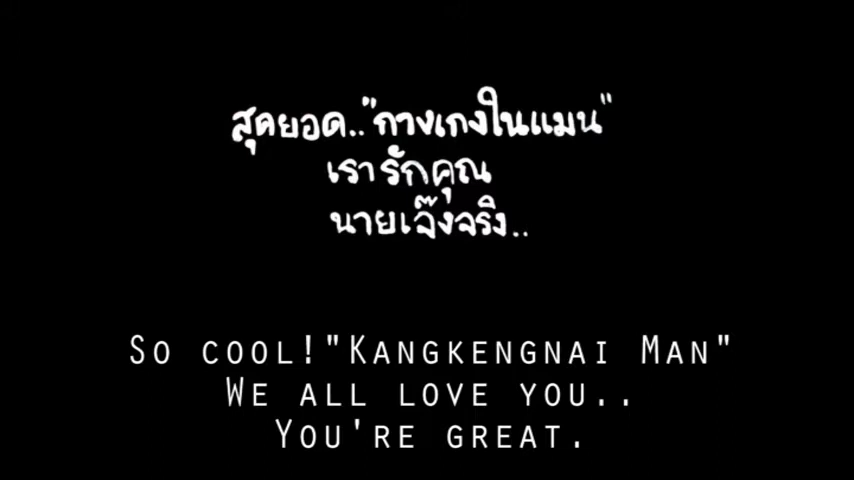 สุดยอด.."กางเกงในแมน"
เรารักคุณ
นายเจ๊งจริง..
So cool!"Kangkengnai Man"
We all love you..
You're great.